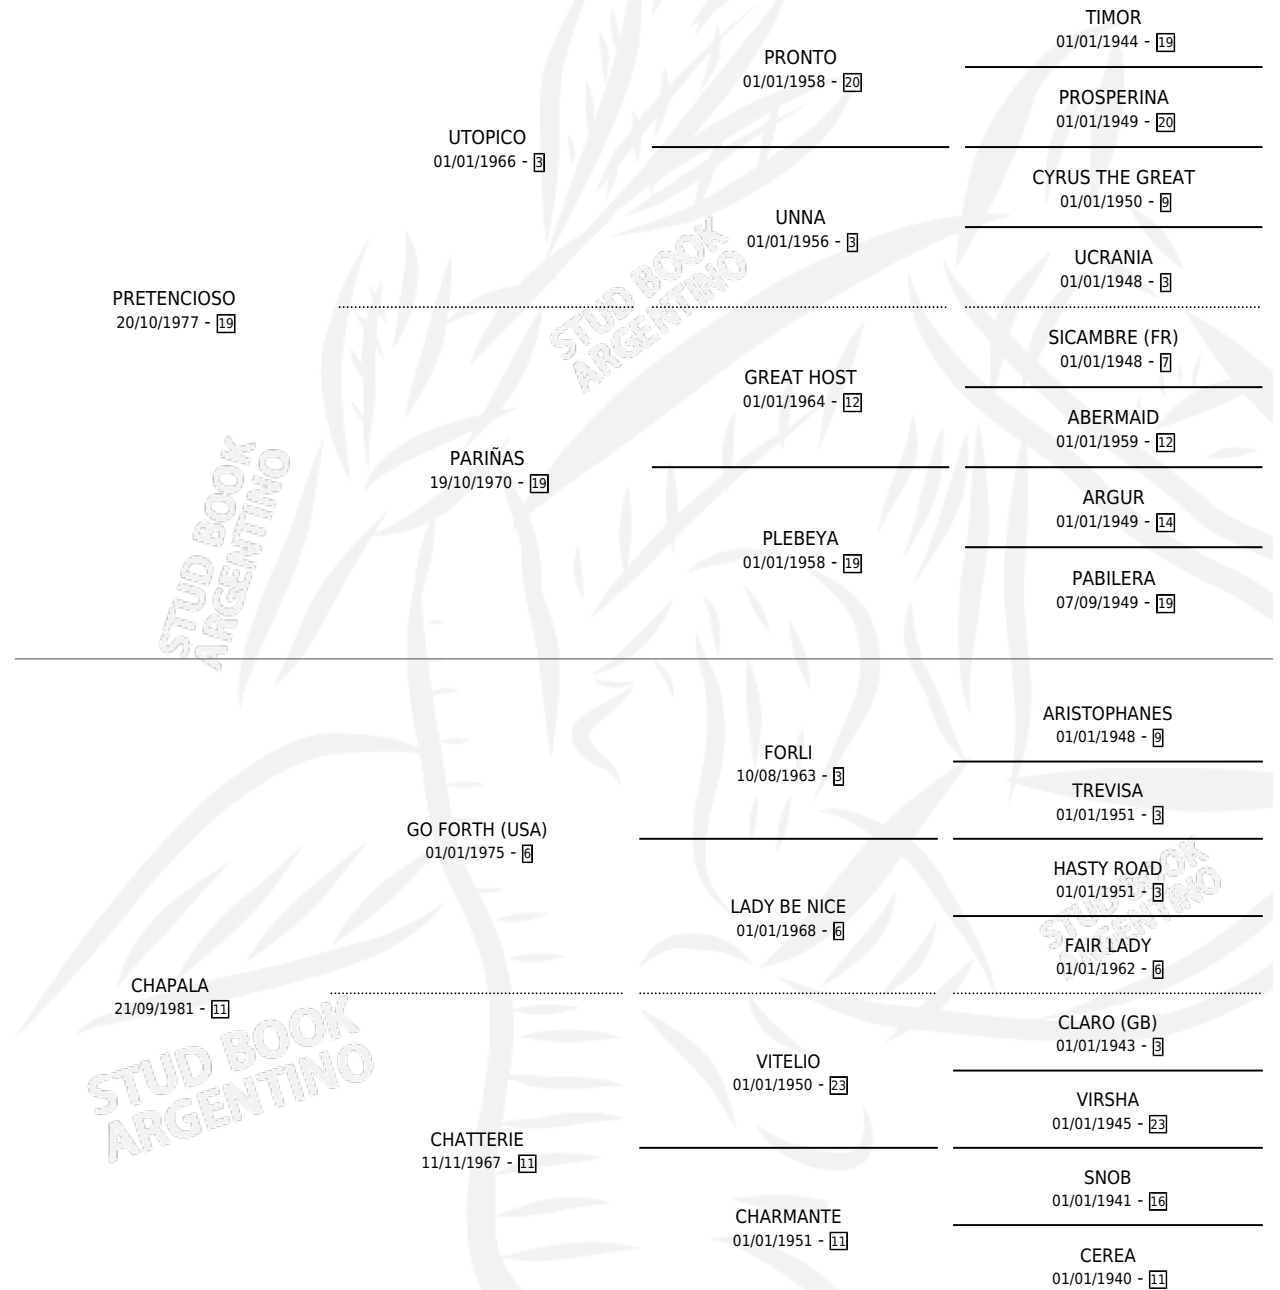 TIMOR
01/01/1944 - 19
PRONTO
01/01/1958 - 20
PROSPERINA
01/01/1949 - 20
UTOPICO
01/01/1966 - 3
CYRUS THE GREAT
01/01/1950 - 9
UNNA
01/01/1956 - 3
UCRANIA
01/01/1948 - 3
PRETENCIOSO
20/10/1977 - 19
SICAMBRE (FR)
01/01/1948 - 7
GREAT HOST
01/01/1964 - 12
ABERMAID
01/01/1959 - 12
PARIÑAS
19/10/1970 - 19
ARGUR
01/01/1949 - 14
PLEBEYA
01/01/1958 - 19
PABILERA
07/09/1949 - 19
STUD BOOK
ARGENTINO
STUD BOOK
ARGENTINO
ARISTOPHANES
01/01/1948 - 9
FORLI
10/08/1963 - 3
TREVISA
01/01/1951 - 3
GO FORTH (USA)
01/01/1975 - 6
HASTY ROAD
01/01/1951 - 3
LADY BE NICE
01/01/1968 - 6
FAIR LADY
01/01/1962 - 6
STUD BOOK
ARGENTINO
CHAPALA
21/09/1981 - 11
CLARO (GB)
01/01/1943 - 3
VITELIO
01/01/1950 - 23
VIRSHA
01/01/1945 - 23
STUD BOOK
ARGENTINO
CHATTERIE
11/11/1967 - 11
SNOB
01/01/1941 - 16
CHARMANTE
01/01/1951 - 11
CEREA
01/01/1940 - 11